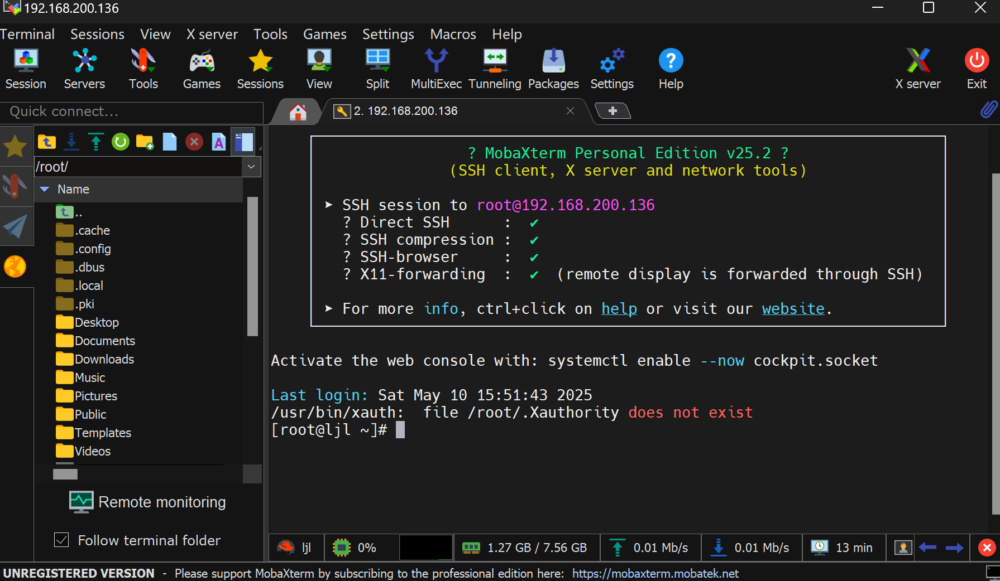 192.168.200.136
Terminal Sessions View X server Tools Games Settings Macros Help
Session Servers Tools Games Sessions View Split MultiExec Tunneling Packages Settings Help X server Exit
Quick connect...
2. 192.168.200.136
/root/
Name
..
.cache
.config
.dbus
.local
.pki
Desktop
Documents
Downloads
Music
Pictures
Public
Templates
Videos
Remote monitoring
Follow terminal folder
? MobaXterm Personal Edition v25.2 ?
(SSH client, X server and network tools)
➤ SSH session to root@192.168.200.136
? Direct SSH : ✔
? SSH compression : ✔
? SSH-browser : ✔
? X11-forwarding : ✔ (remote display is forwarded through SSH)
➤ For more info, ctrl+click on help or visit our website.
Activate the web console with: systemctl enable --now cockpit.socket
Last login: Sat May 10 15:51:43 2025
/usr/bin/xauth:  file /root/.Xauthority does not exist
[root@ljl ~]#
ljl 0% 1.27 GB / 7.56 GB 0.01 Mb/s 0.01 Mb/s 13 min
UNREGISTERED VERSION - Please support MobaXterm by subscribing to the professional edition here: https://mobaxterm.mobatek.net